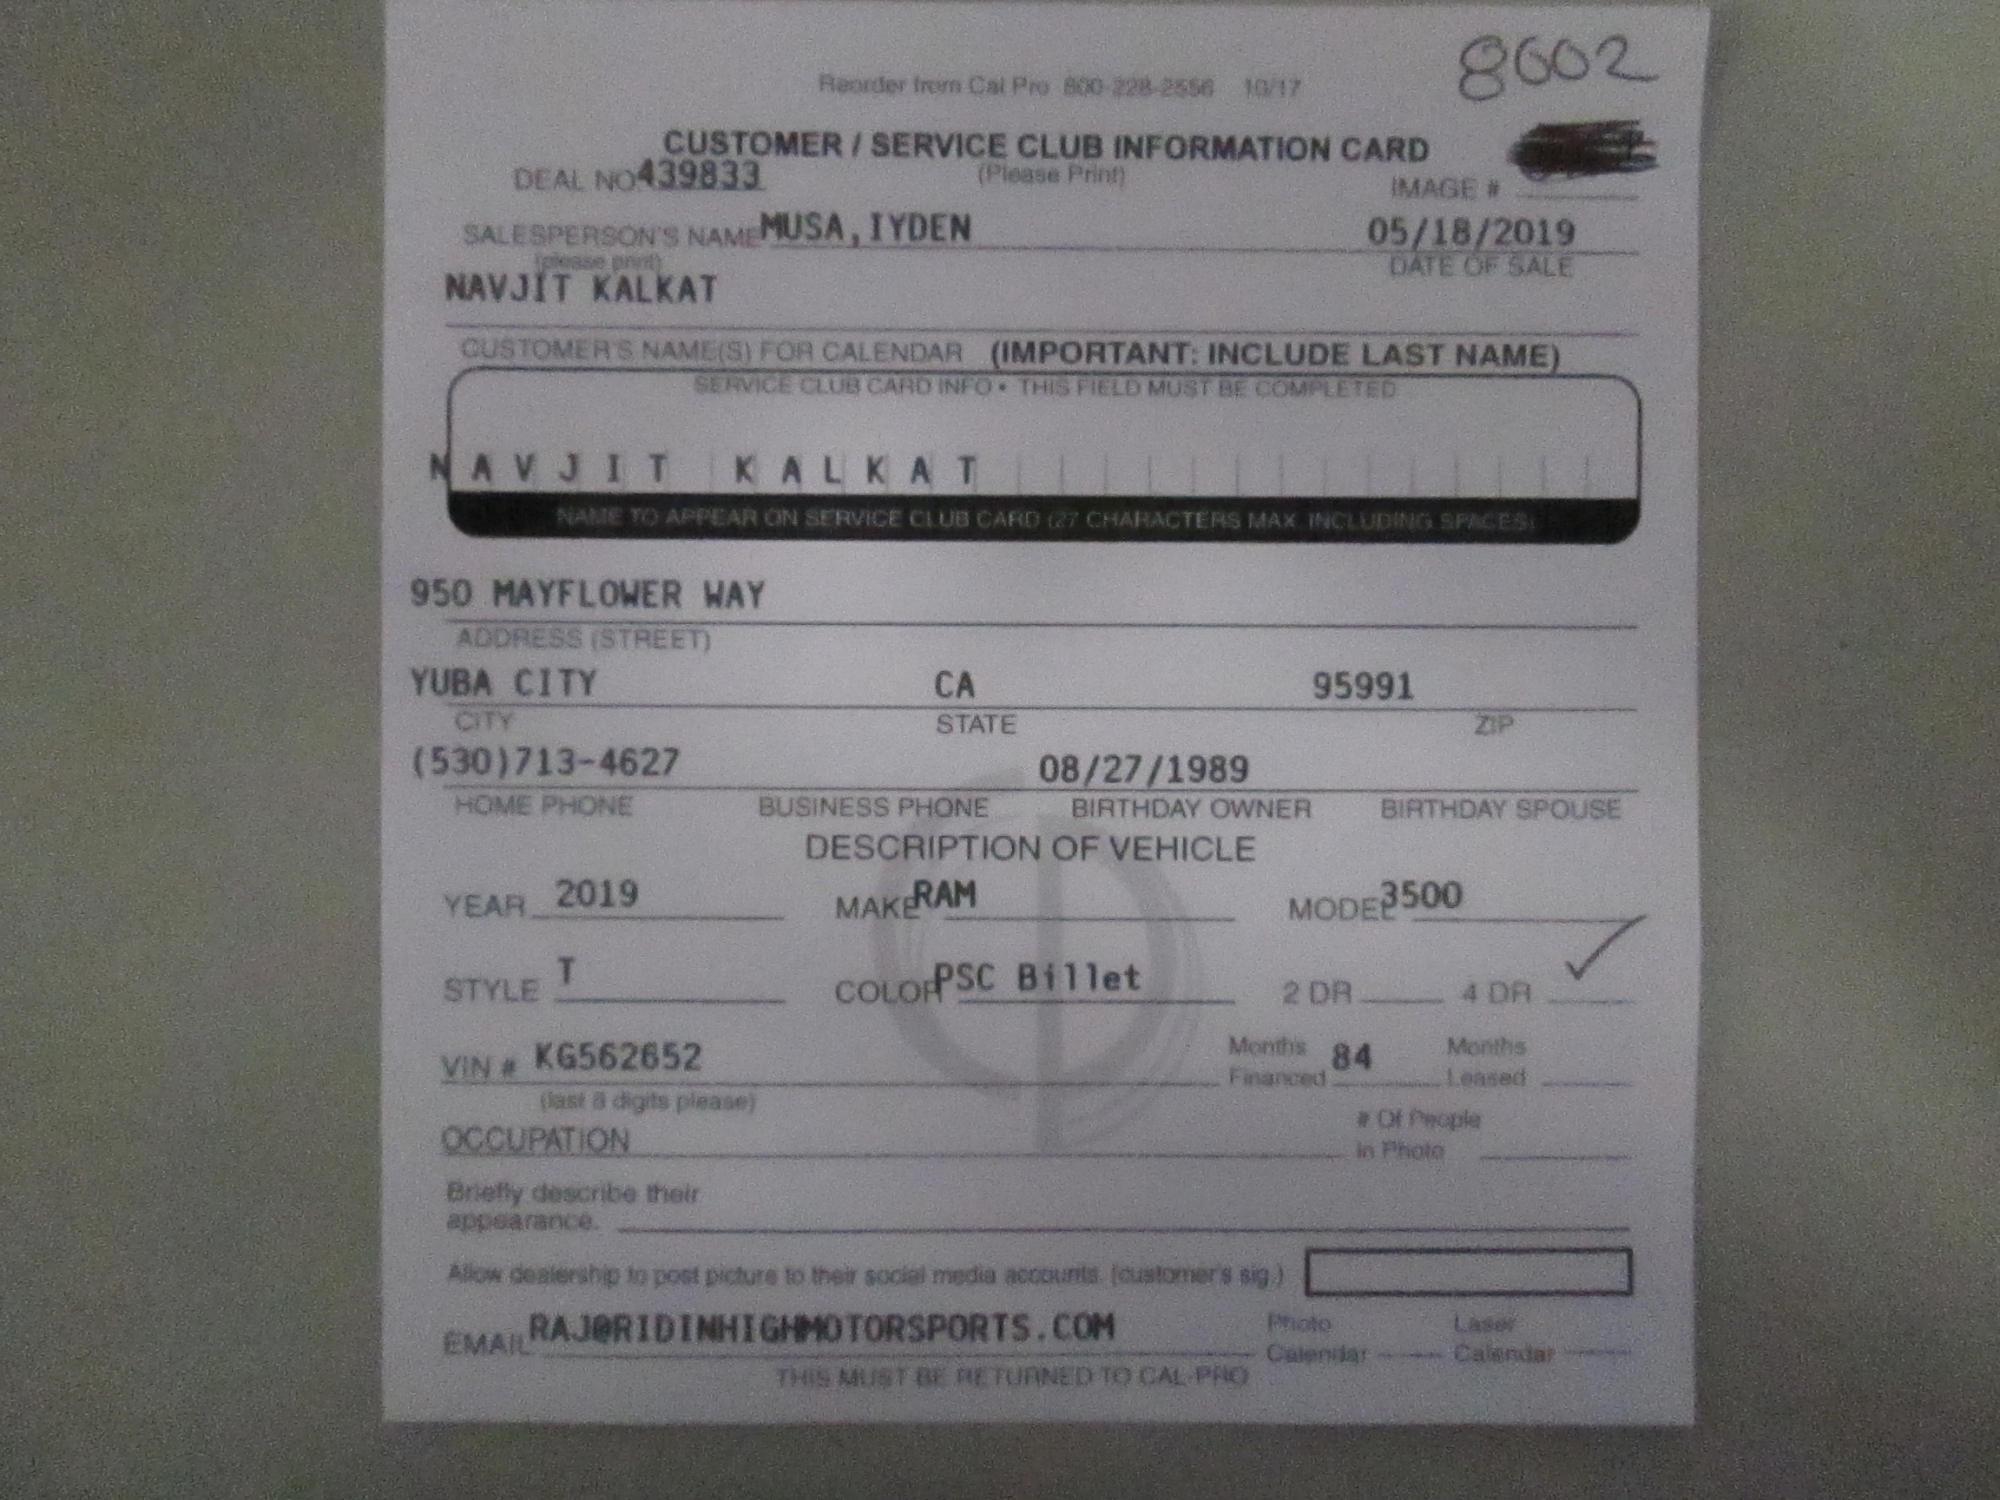 8602
Reorder from Cal Pro 800-228-2556 10/17
CUSTOMER / SERVICE CLUB INFORMATION CARD
DEAL NO 439833 (Please Print) IMAGE #
SALESPERSON'S NAME MUSA, IYDEN 05/18/2019
(please print) DATE OF SALE
NAVJIT KALKAT
CUSTOMER'S NAME(S) FOR CALENDAR (IMPORTANT: INCLUDE LAST NAME)
SERVICE CLUB CARD INFO • THIS FIELD MUST BE COMPLETED
NAVJIT KALKAT
NAME TO APPEAR ON SERVICE CLUB CARD (27 CHARACTERS MAX. INCLUDING SPACES)
950 MAYFLOWER WAY
ADDRESS (STREET)
YUBA CITY CA 95991
CITY STATE ZIP
(530)713-4627 08/27/1989
HOME PHONE BUSINESS PHONE BIRTHDAY OWNER BIRTHDAY SPOUSE
DESCRIPTION OF VEHICLE
YEAR 2019 MAKE RAM MODEL 3500
STYLE T COLOR PSC Billet 2 DR 4 DR ✓
VIN # KG562652 Months Financed 84 Months Leased
(last 8 digits please)
OCCUPATION # Of People In Photo
Briefly describe their
appearance.
Allow dealership to post picture to their social media accounts. (customer's sig.)
EMAIL RAJ@RIDINHIGHMOTORSPORTS.COM Photo Calendar Laser Calendar
THIS MUST BE RETURNED TO CAL-PRO